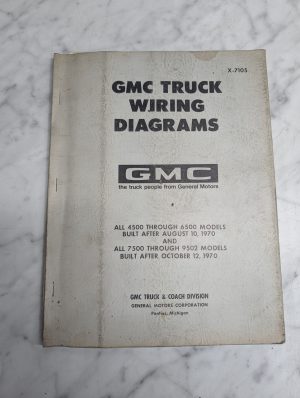 X-7105
GMC TRUCK
WIRING
DIAGRAMS
GMC
the truck people from General Motors
ALL 4500 THROUGH 6500 MODELS
BUILT AFTER AUGUST 10, 1970
AND
ALL 7500 THROUGH 9502 MODELS
BUILT AFTER OCTOBER 12, 1970
GMC TRUCK & COACH DIVISION
GENERAL MOTORS CORPORATION
Pontiac, Michigan